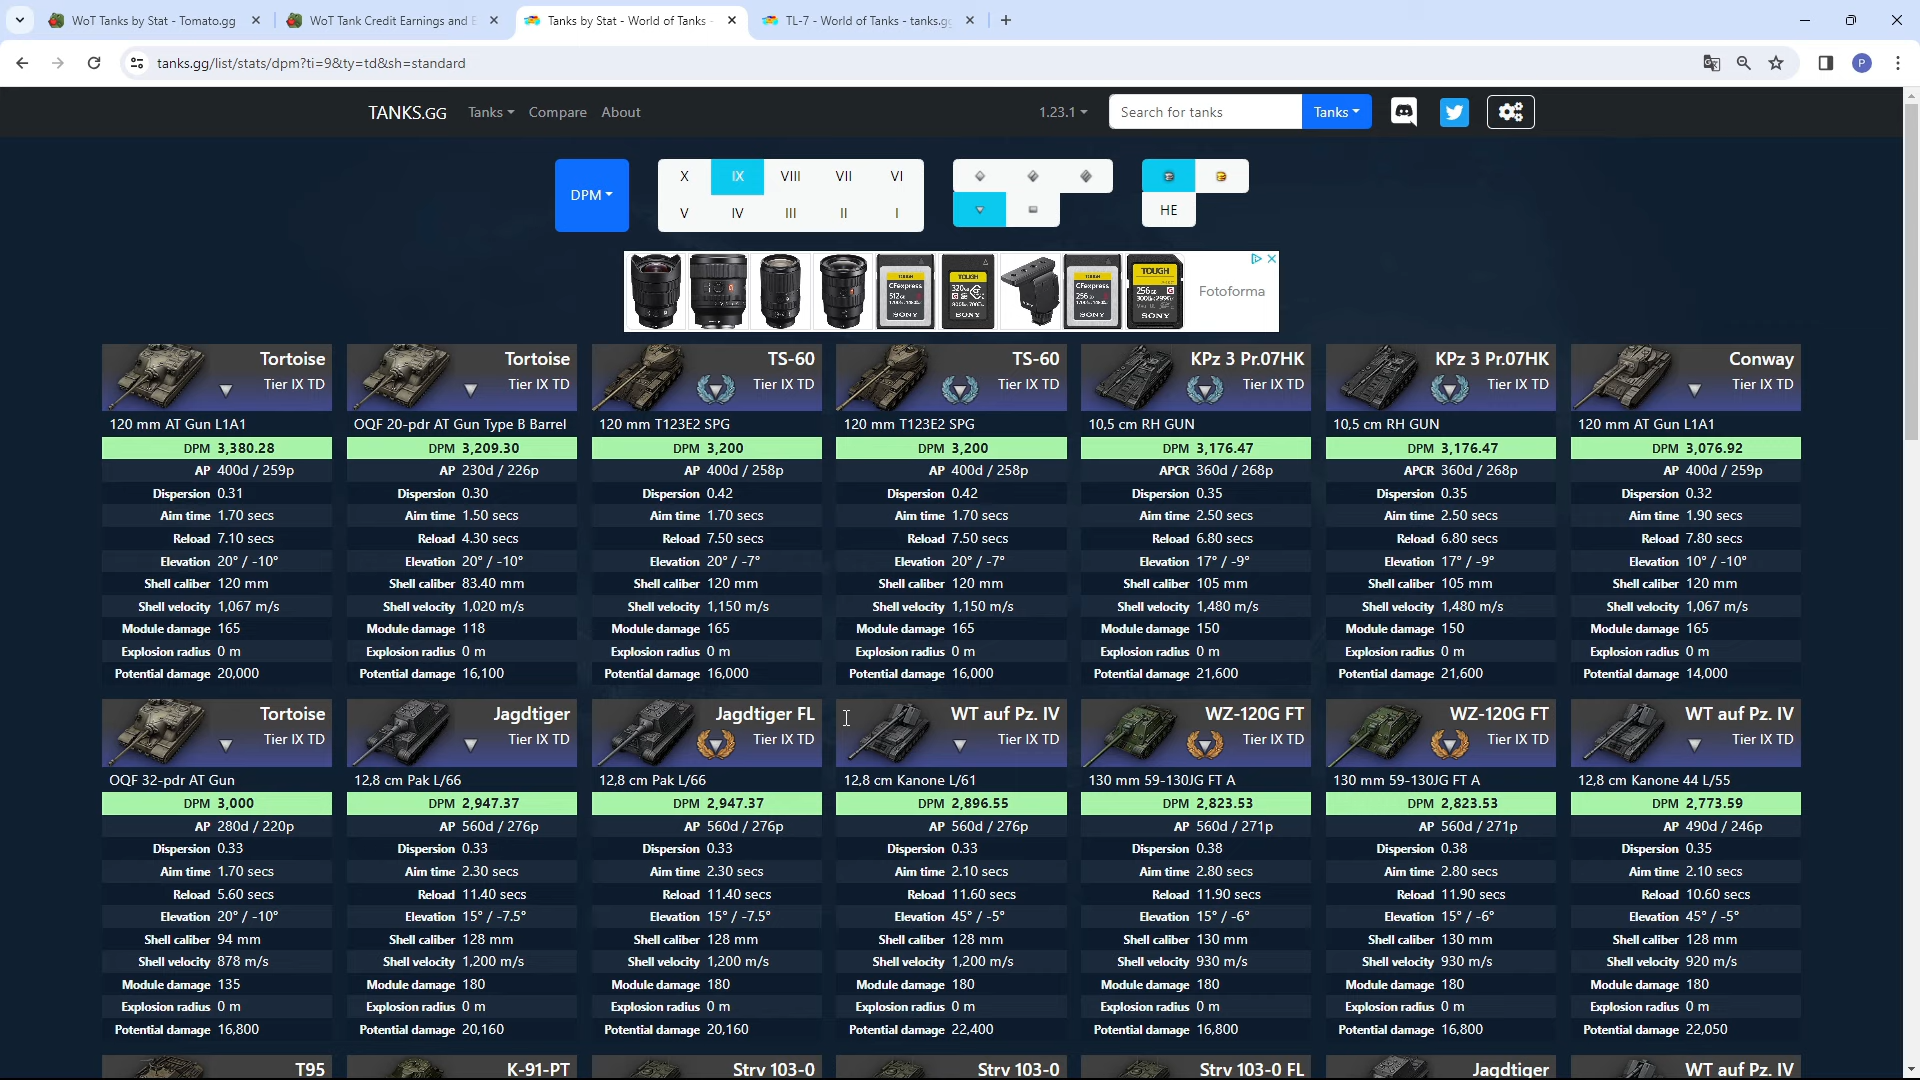 WoT Tanks by Stat - Tomato.gg
WoT Tank Credit Earnings and E
Tanks by Stat - World of Tanks -
TL-7 - World of Tanks - tanks.gg
tanks.gg/list/stats/dpm?ti=9&ty=td&sh=standard
P
TANKS.GG Tanks Compare About 1.23.1 Search for tanks Tanks
DPM
X IX VIII VII VI
V IV III II I
HE
TOUGH
SONY
Fotoforma
Tortoise Tortoise TS-60 TS-60 KPz 3 Pr.07HK KPz 3 Pr.07HK Conway
Tier IX TD Tier IX TD Tier IX TD Tier IX TD Tier IX TD Tier IX TD Tier IX TD
120 mm AT Gun L1A1 OQF 20-pdr AT Gun Type B Barrel 120 mm T123E2 SPG 120 mm T123E2 SPG 10,5 cm RH GUN 10,5 cm RH GUN 120 mm AT Gun L1A1
DPM 3,380.28 DPM 3,209.30 DPM 3,200 DPM 3,200 DPM 3,176.47 DPM 3,176.47 DPM 3,076.92
AP 400d / 259p AP 230d / 226p AP 400d / 258p AP 400d / 258p APCR 360d / 268p APCR 360d / 268p AP 400d / 259p
Dispersion 0.31 Dispersion 0.30 Dispersion 0.42 Dispersion 0.42 Dispersion 0.35 Dispersion 0.35 Dispersion 0.32
Aim time 1.70 secs Aim time 1.50 secs Aim time 1.70 secs Aim time 1.70 secs Aim time 2.50 secs Aim time 2.50 secs Aim time 1.90 secs
Reload 7.10 secs Reload 4.30 secs Reload 7.50 secs Reload 7.50 secs Reload 6.80 secs Reload 6.80 secs Reload 7.80 secs
Elevation 20° / -10° Elevation 20° / -10° Elevation 20° / -7° Elevation 20° / -7° Elevation 17° / -9° Elevation 17° / -9° Elevation 10° / -10°
Shell caliber 120 mm Shell caliber 83.40 mm Shell caliber 120 mm Shell caliber 120 mm Shell caliber 105 mm Shell caliber 105 mm Shell caliber 120 mm
Shell velocity 1,067 m/s Shell velocity 1,020 m/s Shell velocity 1,150 m/s Shell velocity 1,150 m/s Shell velocity 1,480 m/s Shell velocity 1,480 m/s Shell velocity 1,067 m/s
Module damage 165 Module damage 118 Module damage 165 Module damage 165 Module damage 150 Module damage 150 Module damage 165
Explosion radius 0 m Explosion radius 0 m Explosion radius 0 m Explosion radius 0 m Explosion radius 0 m Explosion radius 0 m Explosion radius 0 m
Potential damage 20,000 Potential damage 16,100 Potential damage 16,000 Potential damage 16,000 Potential damage 21,600 Potential damage 21,600 Potential damage 14,000
Tortoise Jagdtiger Jagdtiger FL WT auf Pz. IV WZ-120G FT WZ-120G FT WT auf Pz. IV
Tier IX TD Tier IX TD Tier IX TD Tier IX TD Tier IX TD Tier IX TD Tier IX TD
OQF 32-pdr AT Gun 12,8 cm Pak L/66 12,8 cm Pak L/66 12,8 cm Kanone L/61 130 mm 59-130JG FT A 130 mm 59-130JG FT A 12,8 cm Kanone 44 L/55
DPM 3,000 DPM 2,947.37 DPM 2,947.37 DPM 2,896.55 DPM 2,823.53 DPM 2,823.53 DPM 2,773.59
AP 280d / 220p AP 560d / 276p AP 560d / 276p AP 560d / 276p AP 560d / 271p AP 560d / 271p AP 490d / 246p
Dispersion 0.33 Dispersion 0.33 Dispersion 0.33 Dispersion 0.33 Dispersion 0.38 Dispersion 0.38 Dispersion 0.35
Aim time 1.70 secs Aim time 2.30 secs Aim time 2.30 secs Aim time 2.10 secs Aim time 2.80 secs Aim time 2.80 secs Aim time 2.10 secs
Reload 5.60 secs Reload 11.40 secs Reload 11.40 secs Reload 11.60 secs Reload 11.90 secs Reload 11.90 secs Reload 10.60 secs
Elevation 20° / -10° Elevation 15° / -7.5° Elevation 15° / -7.5° Elevation 45° / -5° Elevation 15° / -6° Elevation 15° / -6° Elevation 45° / -5°
Shell caliber 94 mm Shell caliber 128 mm Shell caliber 128 mm Shell caliber 128 mm Shell caliber 130 mm Shell caliber 130 mm Shell caliber 128 mm
Shell velocity 878 m/s Shell velocity 1,200 m/s Shell velocity 1,200 m/s Shell velocity 1,200 m/s Shell velocity 930 m/s Shell velocity 930 m/s Shell velocity 920 m/s
Module damage 135 Module damage 180 Module damage 180 Module damage 180 Module damage 180 Module damage 180 Module damage 180
Explosion radius 0 m Explosion radius 0 m Explosion radius 0 m Explosion radius 0 m Explosion radius 0 m Explosion radius 0 m Explosion radius 0 m
Potential damage 16,800 Potential damage 20,160 Potential damage 20,160 Potential damage 22,400 Potential damage 16,800 Potential damage 16,800 Potential damage 22,050
T95 K-91-PT Strv 103-0 Strv 103-0 Strv 103-0 FL Jagdtiger WT auf Pz. IV